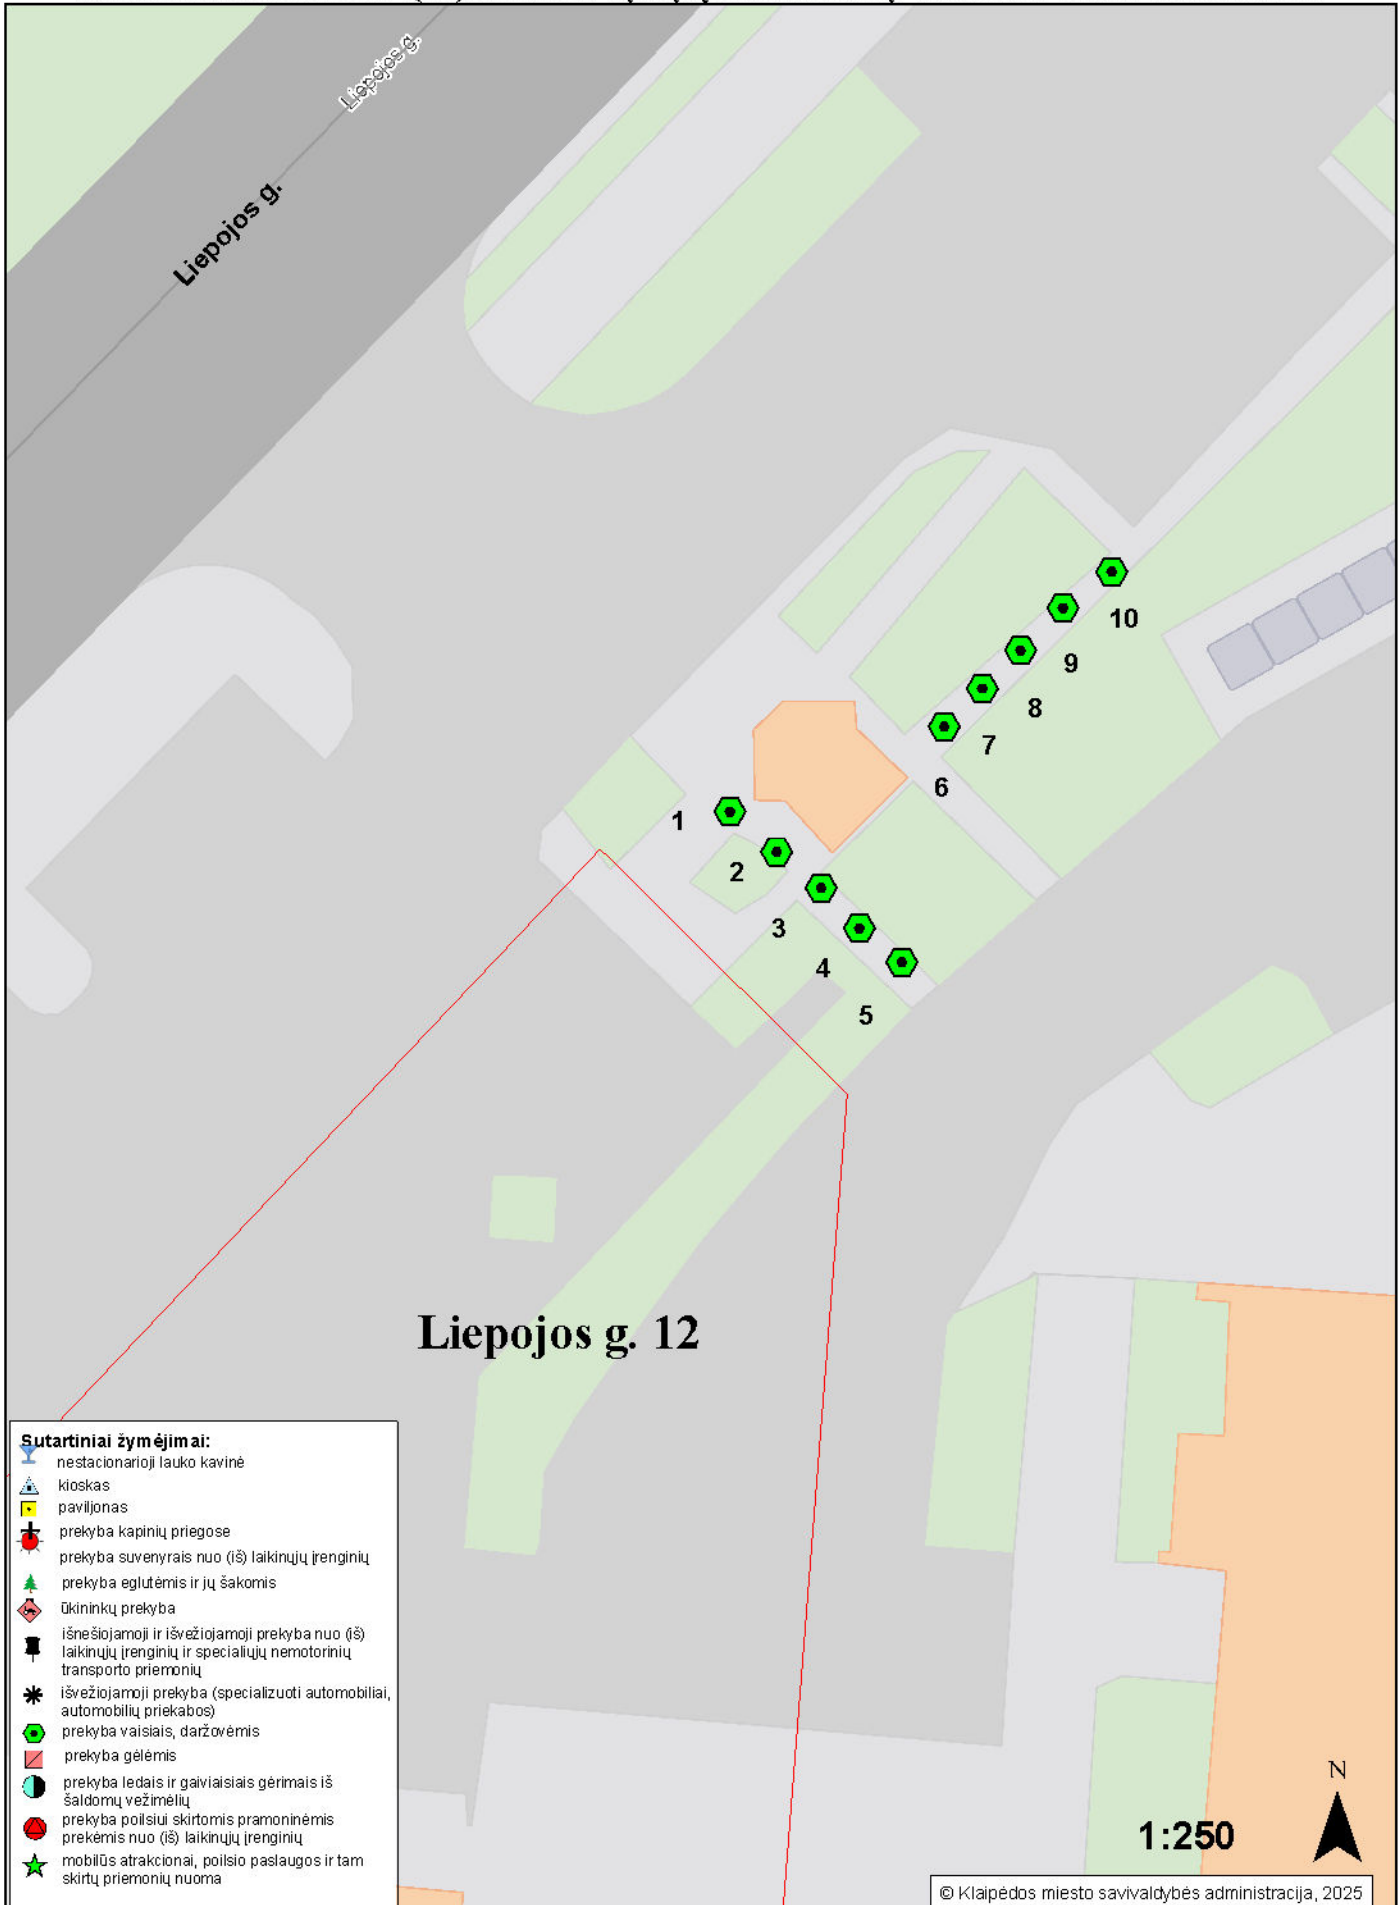 Liepojos g.
Liepojos g.
10
9
8
7
6
1
2
3
4
5
Liepojos g. 12
Sutartiniai žymėjimai:
nestacionarioji lauko kavinė
kioskas
paviljonas
prekyba kapinių priegose
prekyba suvenyrais nuo (iš) laikinųjų įrenginių
prekyba eglutėmis ir jų šakomis
ūkininkų prekyba
išnešiojamoji ir išvežiojamoji prekyba nuo (iš)
laikinųjų įrenginių ir specialiųjų nemotorinių
transporto priemonių
išvežiojamoji prekyba (specializuoti automobiliai,
automobilių priekabos)
prekyba vaisiais, daržovėmis
prekyba gėlėmis
prekyba ledais ir gaiviaisiais gėrimais iš
šaldomų vežimėlių
prekyba poilsiui skirtomis pramoninėmis
prekėmis nuo (iš) laikinųjų įrenginių
mobilūs atrakcionai, poilsio paslaugos ir tam
skirtų priemonių nuoma
N
1:250
© Klaipėdos miesto savivaldybės administracija, 2025